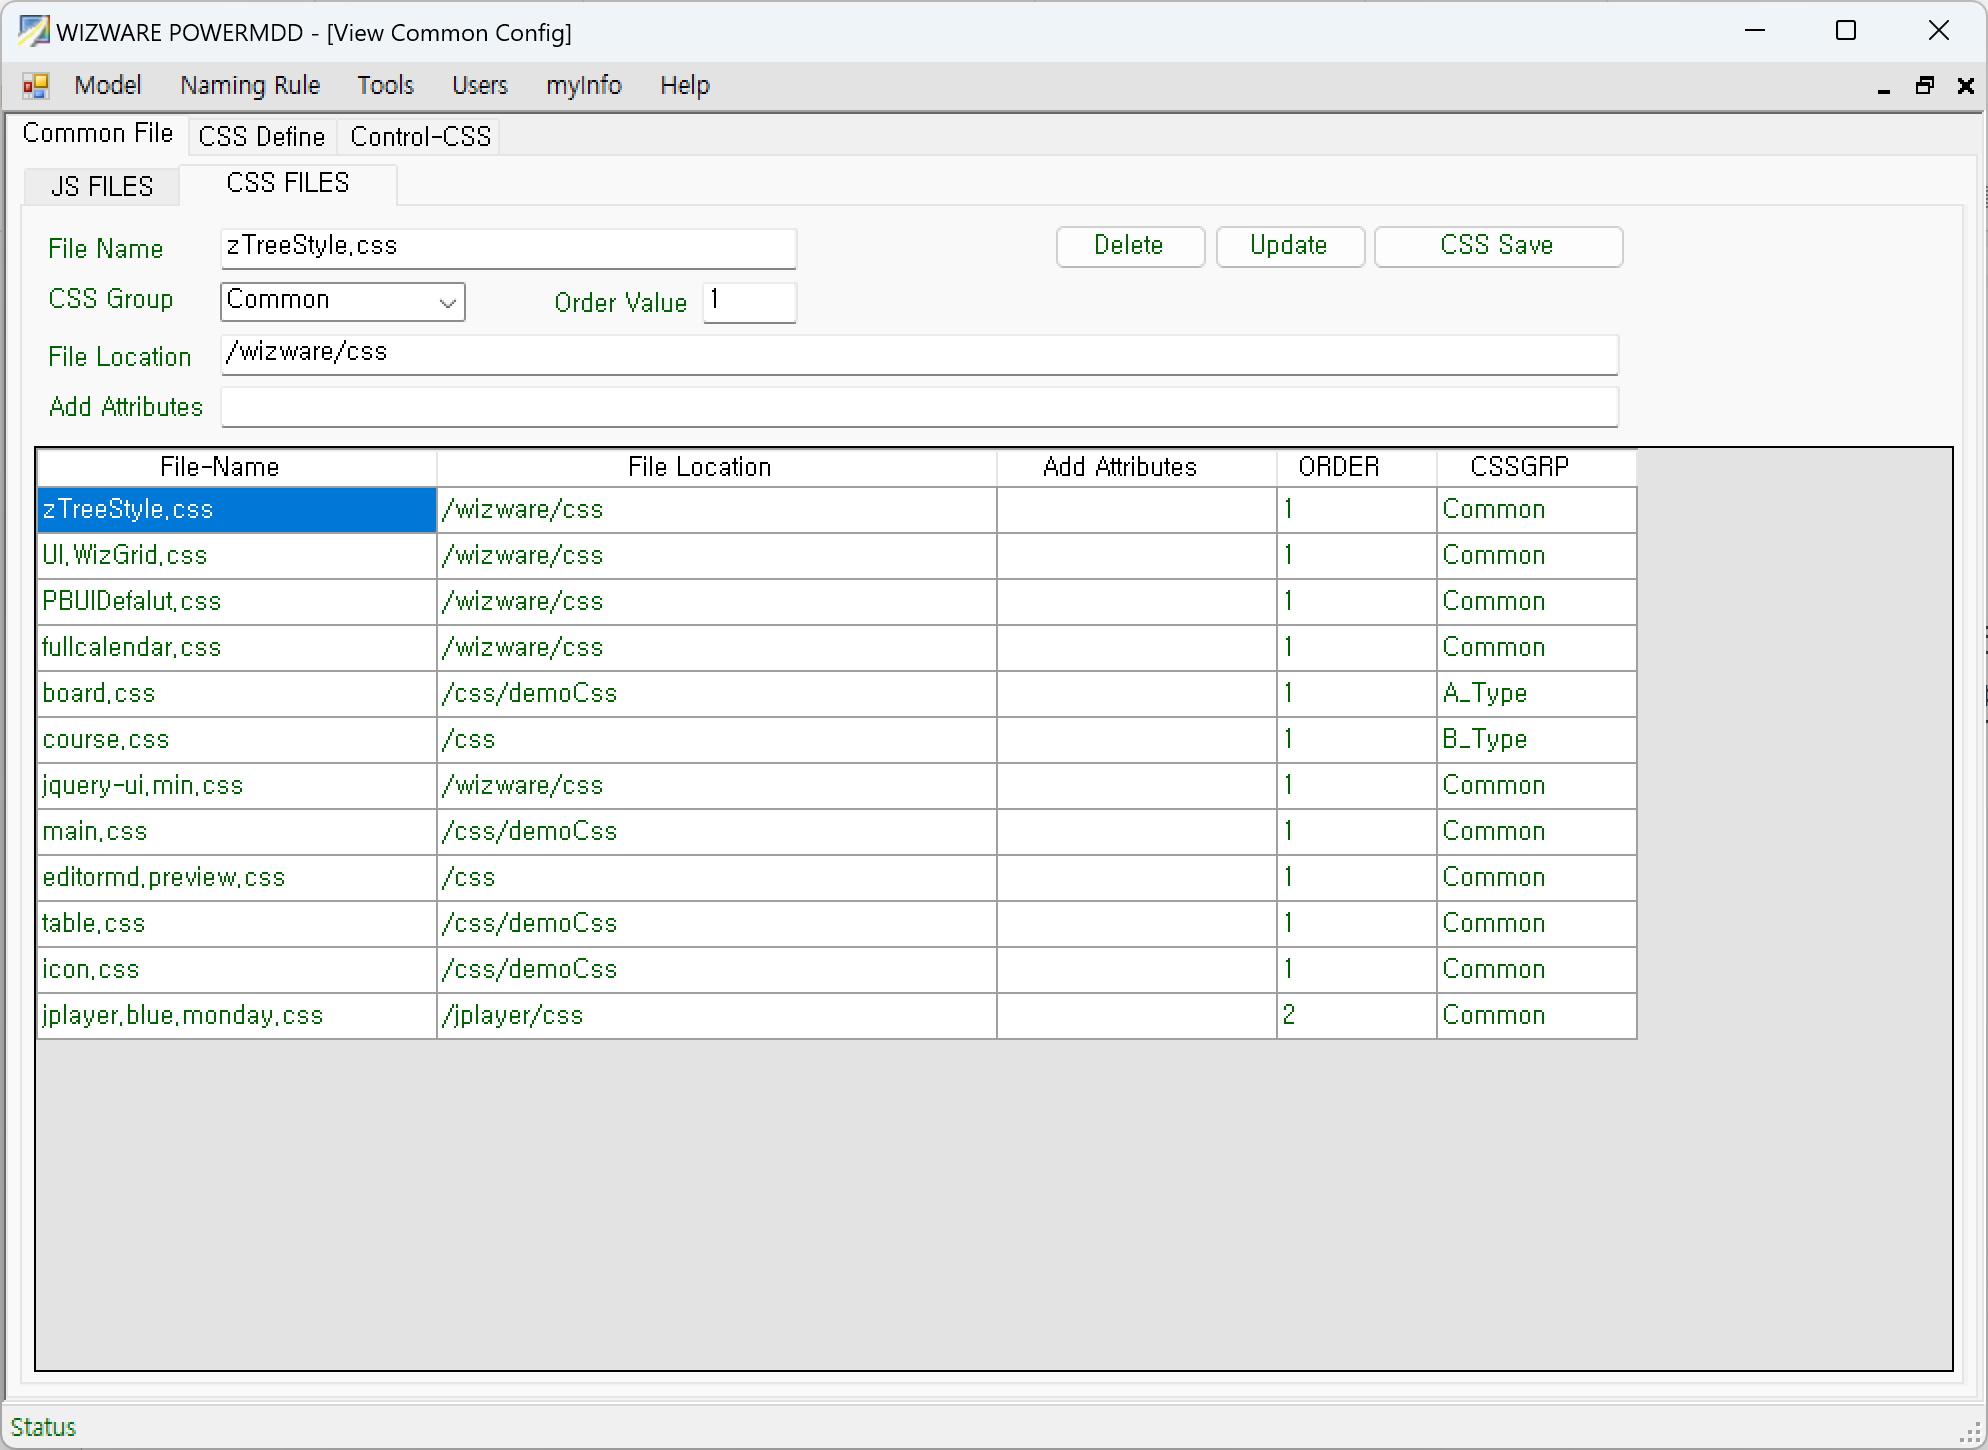 WIZWARE POWERMDD - [View Common Config]
Model Naming Rule Tools Users myInfo Help
Common File CSS Define Control-CSS
JS FILES CSS FILES
File Name zTreeStyle.css Delete Update CSS Save
CSS Group Common Order Value 1
File Location /wizware/css
Add Attributes
File-Name File Location Add Attributes ORDER CSSGRP
zTreeStyle.css /wizware/css 1 Common
UI.WizGrid.css /wizware/css 1 Common
PBUIDefalut.css /wizware/css 1 Common
fullcalendar.css /wizware/css 1 Common
board.css /css/demoCss 1 A_Type
course.css /css 1 B_Type
jquery-ui.min.css /wizware/css 1 Common
main.css /css/demoCss 1 Common
editormd.preview.css /css 1 Common
table.css /css/demoCss 1 Common
icon.css /css/demoCss 1 Common
jplayer.blue.monday.css /jplayer/css 2 Common
Status